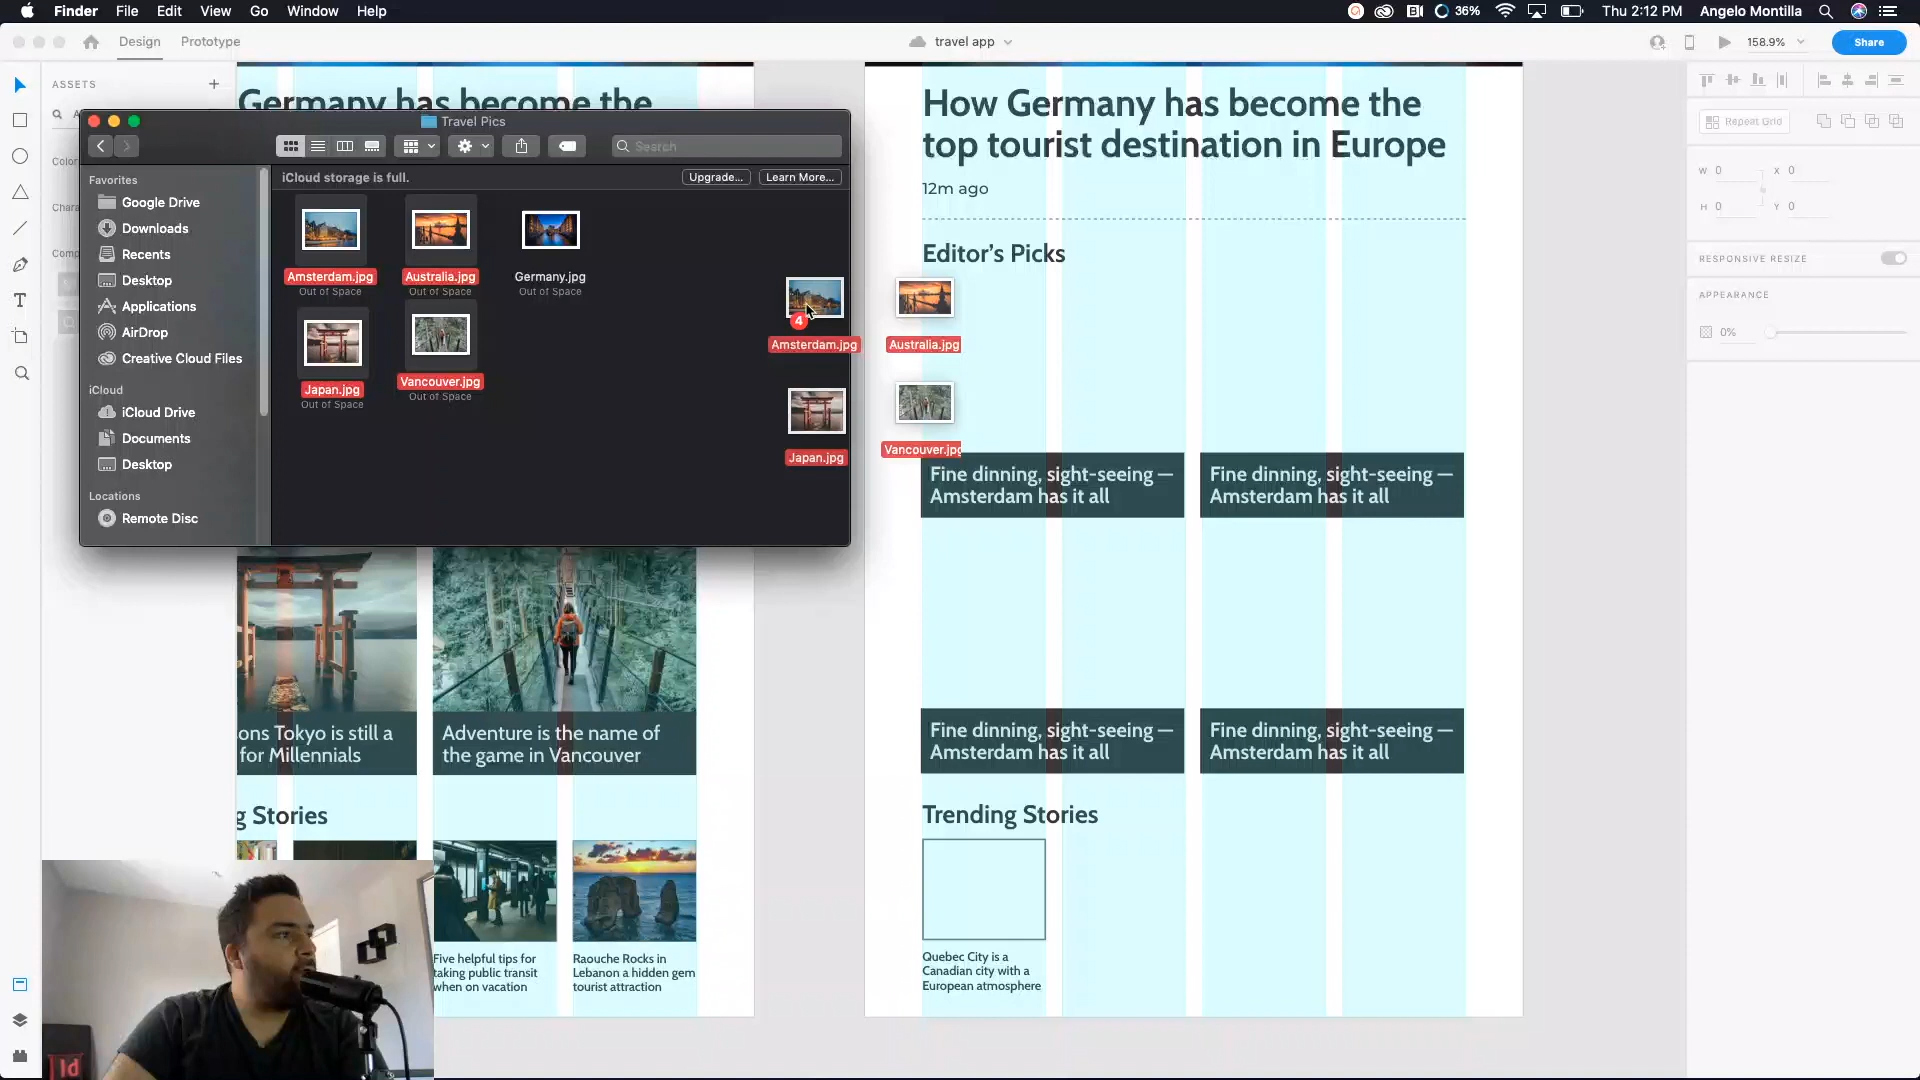 Finder File Edit View Go Window Help
36% Thu 2:12 PM Angelo Montilla
Design Prototype
travel app
158.9%
Share
ASSETS
Germany has become the
Travel Pics
Search
Favorites
Google Drive
Downloads
Recents
Desktop
Applications
AirDrop
Creative Cloud Files
iCloud
iCloud Drive
Documents
Desktop
Locations
Remote Disc
iCloud storage is full.
Upgrade...
Learn More...
Amsterdam.jpg
Out of Space
Australia.jpg
Out of Space
Germany.jpg
Out of Space
Japan.jpg
Out of Space
Vancouver.jpg
Out of Space
4
Amsterdam.jpg
Australia.jpg
Japan.jpg
Vancouver.jpg
Colo
Chara
Comp
ons Tokyo is still a
for Millennials
Adventure is the name of
the game in Vancouver
g Stories
Five helpful tips for
taking public transit
when on vacation
Raouche Rocks in
Lebanon a hidden gem
tourist attraction
How Germany has become the
top tourist destination in Europe
12m ago
Editor's Picks
Fine dinning, sight-seeing —
Amsterdam has it all
Fine dinning, sight-seeing —
Amsterdam has it all
Fine dinning, sight-seeing —
Amsterdam has it all
Fine dinning, sight-seeing —
Amsterdam has it all
Trending Stories
Quebec City is a
Canadian city with a
European atmosphere
Repeat Grid
W 0 X 0
H 0 Y 0
RESPONSIVE RESIZE
APPEARANCE
0%
Id